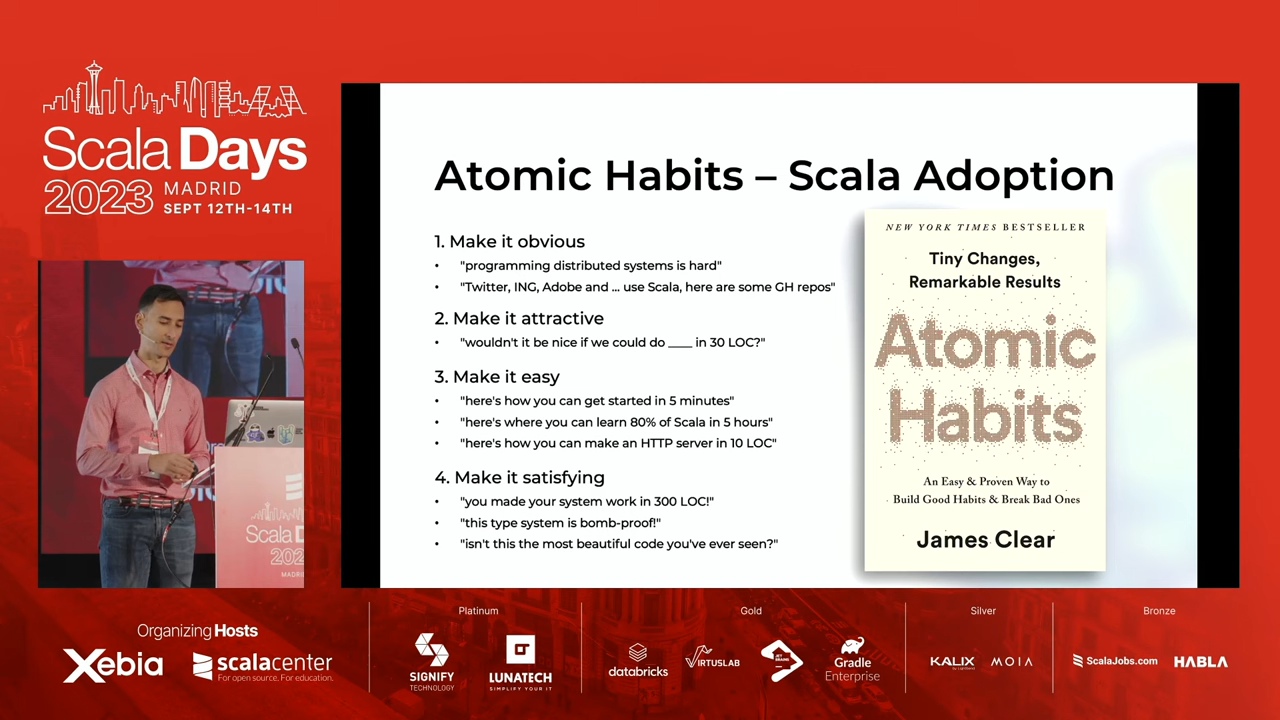 Scala Days
2023 MADRID
SEPT 12TH-14TH
Atomic Habits – Scala Adoption
1. Make it obvious
• "programming distributed systems is hard"
• "Twitter, ING, Adobe and ... use Scala, here are some GH repos"
2. Make it attractive
• "wouldn't it be nice if we could do ____ in 30 LOC?"
3. Make it easy
• "here's how you can get started in 5 minutes"
• "here's where you can learn 80% of Scala in 5 hours"
• "here's how you can make an HTTP server in 10 LOC"
4. Make it satisfying
• "you made your system work in 300 LOC!"
• "this type system is bomb-proof!"
• "isn't this the most beautiful code you've ever seen?"
NEW YORK TIMES BESTSELLER
Tiny Changes,
Remarkable Results
Atomic
Habits
An Easy & Proven Way to
Build Good Habits & Break Bad Ones
James Clear
Scala D
202
MADRI
Organizing Hosts
Xebia
scalacenter
For open source. For education.
Platinum
SIGNIFY
TECHNOLOGY
LUNATECH
SIMPLIFY YOUR IT
Gold
databricks
VIRTUSLAB
JET
BRAINS
Gradle
Enterprise
Silver
KALIX
MOIA
Bronze
ScalaJobs.com
HABLA